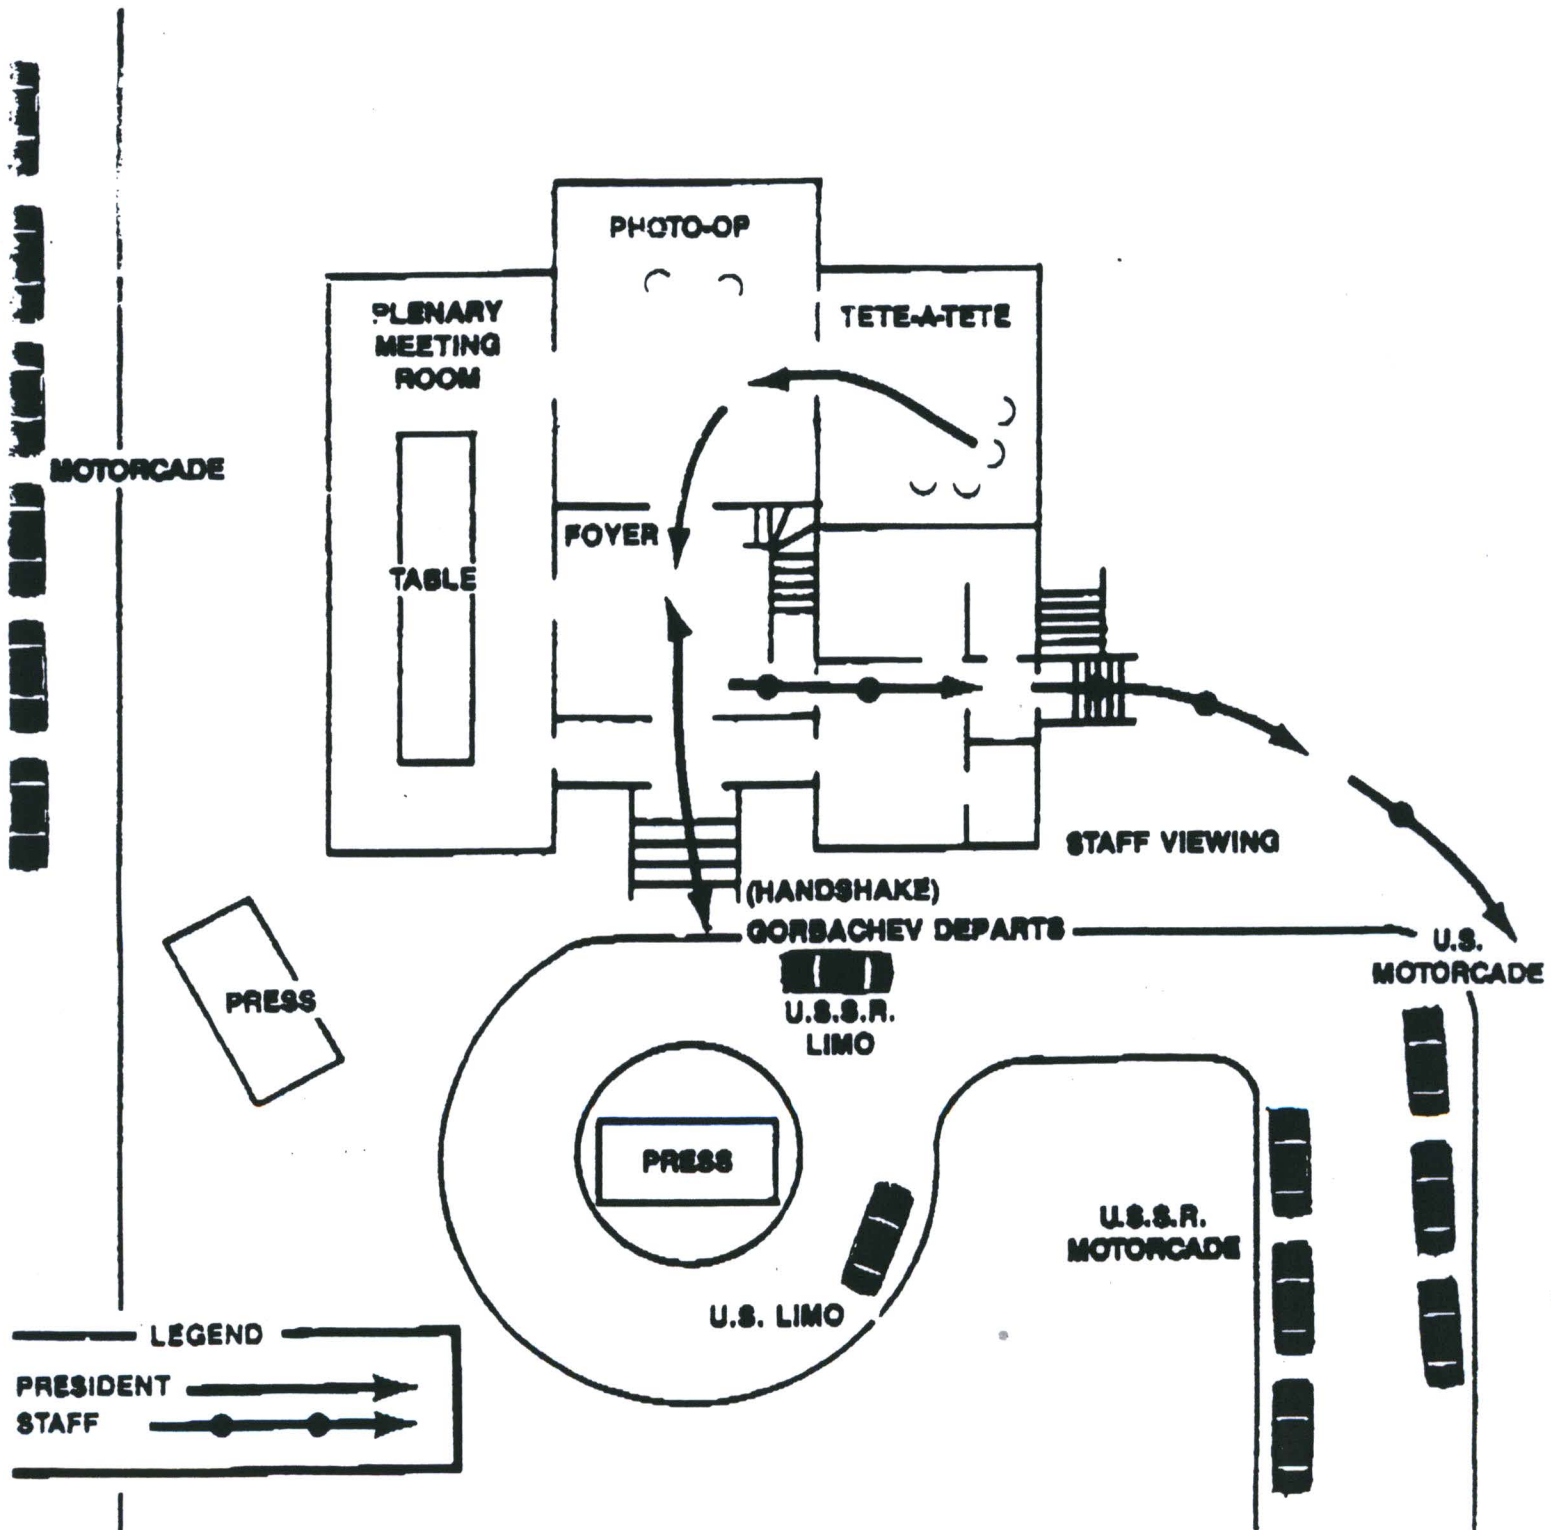 PHOTO-OP
PLENARY
MEETING
ROOM
TETE-A-TETE
MOTORCADE
FOYER
TABLE
STAFF VIEWING
(HANDSHAKE)
GORBACHEV DEPARTS
U.S.
MOTORCADE
PRESS
U.S.S.R.
LIMO
PRESS
U.S.S.R.
MOTORCADE
U.S. LIMO
LEGEND
PRESIDENT
STAFF